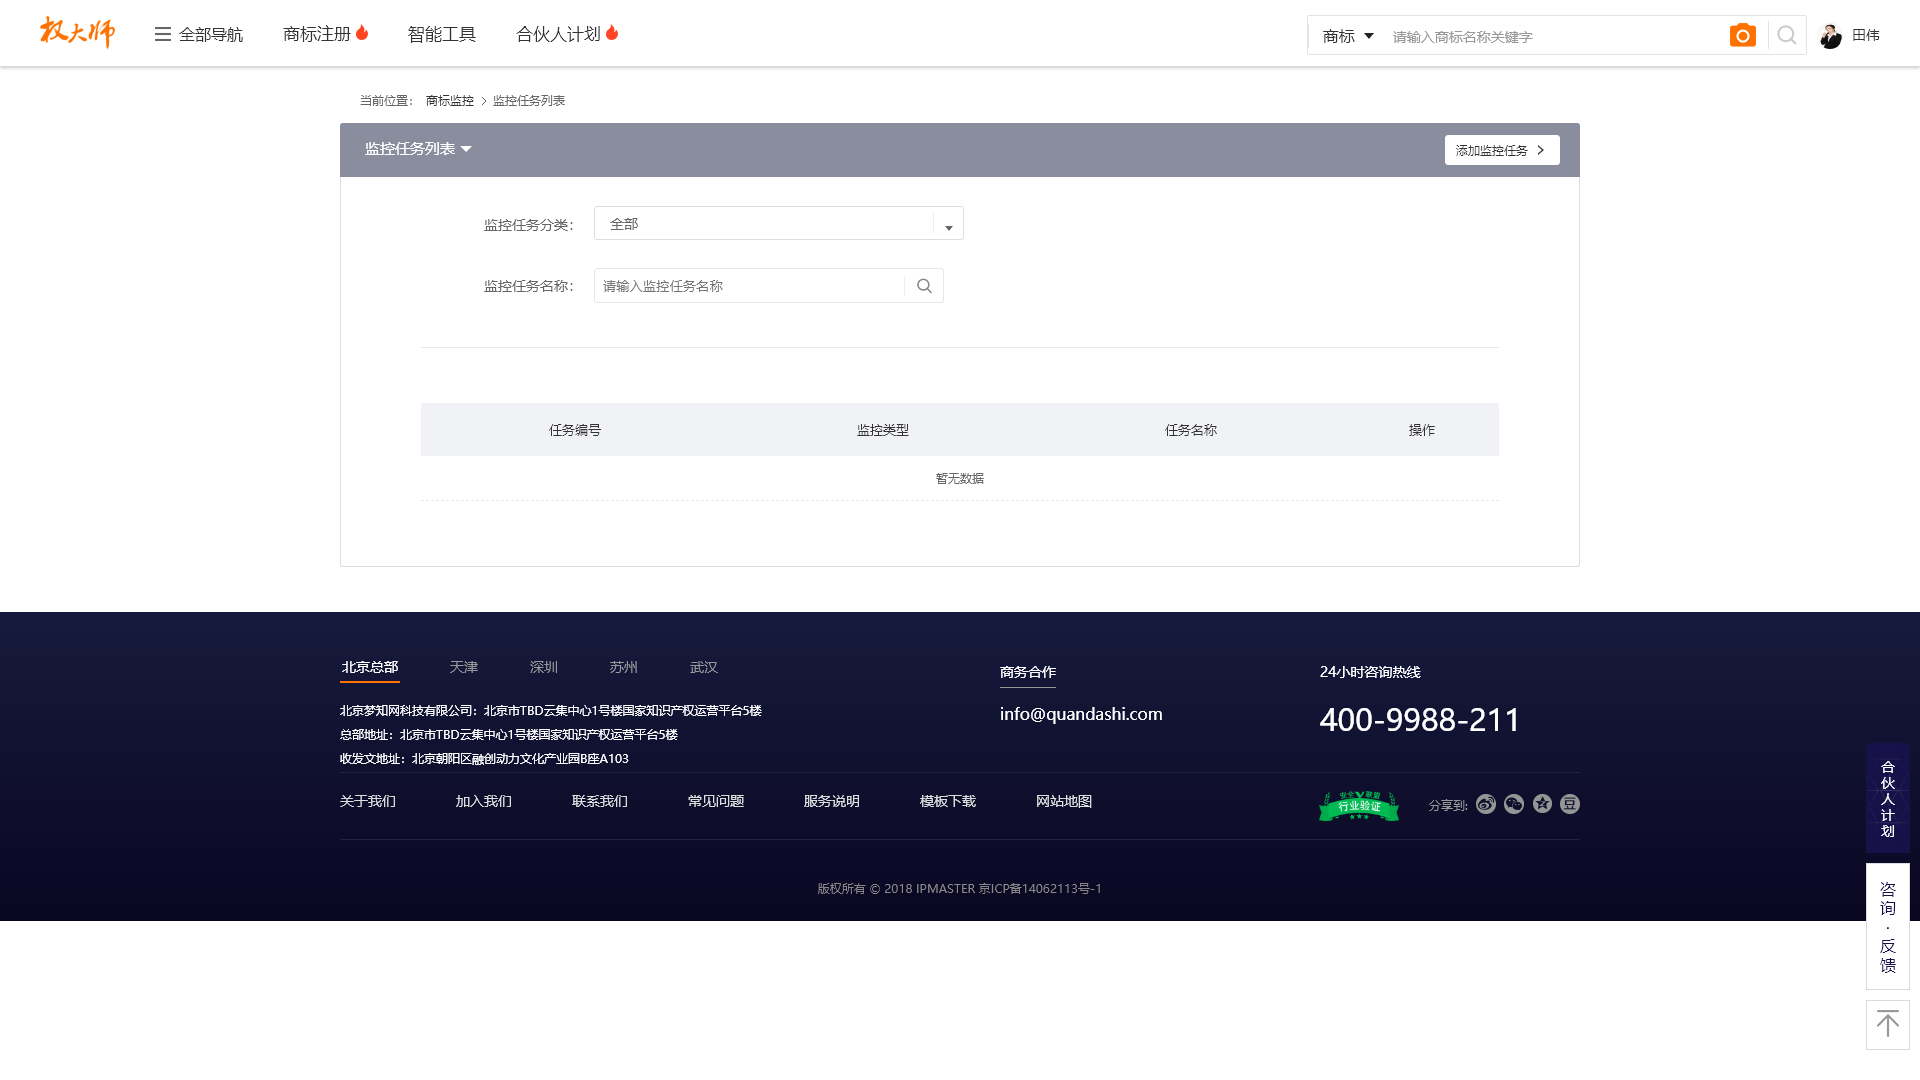 权大师
全部导航
商标注册
智能工具
合伙人计划
商标
请输入商标名称关键字
田伟
当前位置：
商标监控
监控任务列表
监控任务列表
添加监控任务
监控任务分类：
全部
监控任务名称：
请输入监控任务名称
任务编号
监控类型
任务名称
操作
暂无数据
北京总部
天津
深圳
苏州
武汉
北京梦知网科技有限公司：北京市TBD云集中心1号楼国家知识产权运营平台5楼
总部地址：北京市TBD云集中心1号楼国家知识产权运营平台5楼
收发文地址：北京朝阳区融创动力文化产业园B座A103
商务合作
info@quandashi.com
24小时咨询热线
400-9988-211
关于我们
加入我们
联系我们
常见问题
服务说明
模板下载
网站地图
安全V联盟
行业验证
分享到:
豆
版权所有 © 2018 IPMASTER 京ICP备14062113号-1
合伙人计划
咨询·反馈